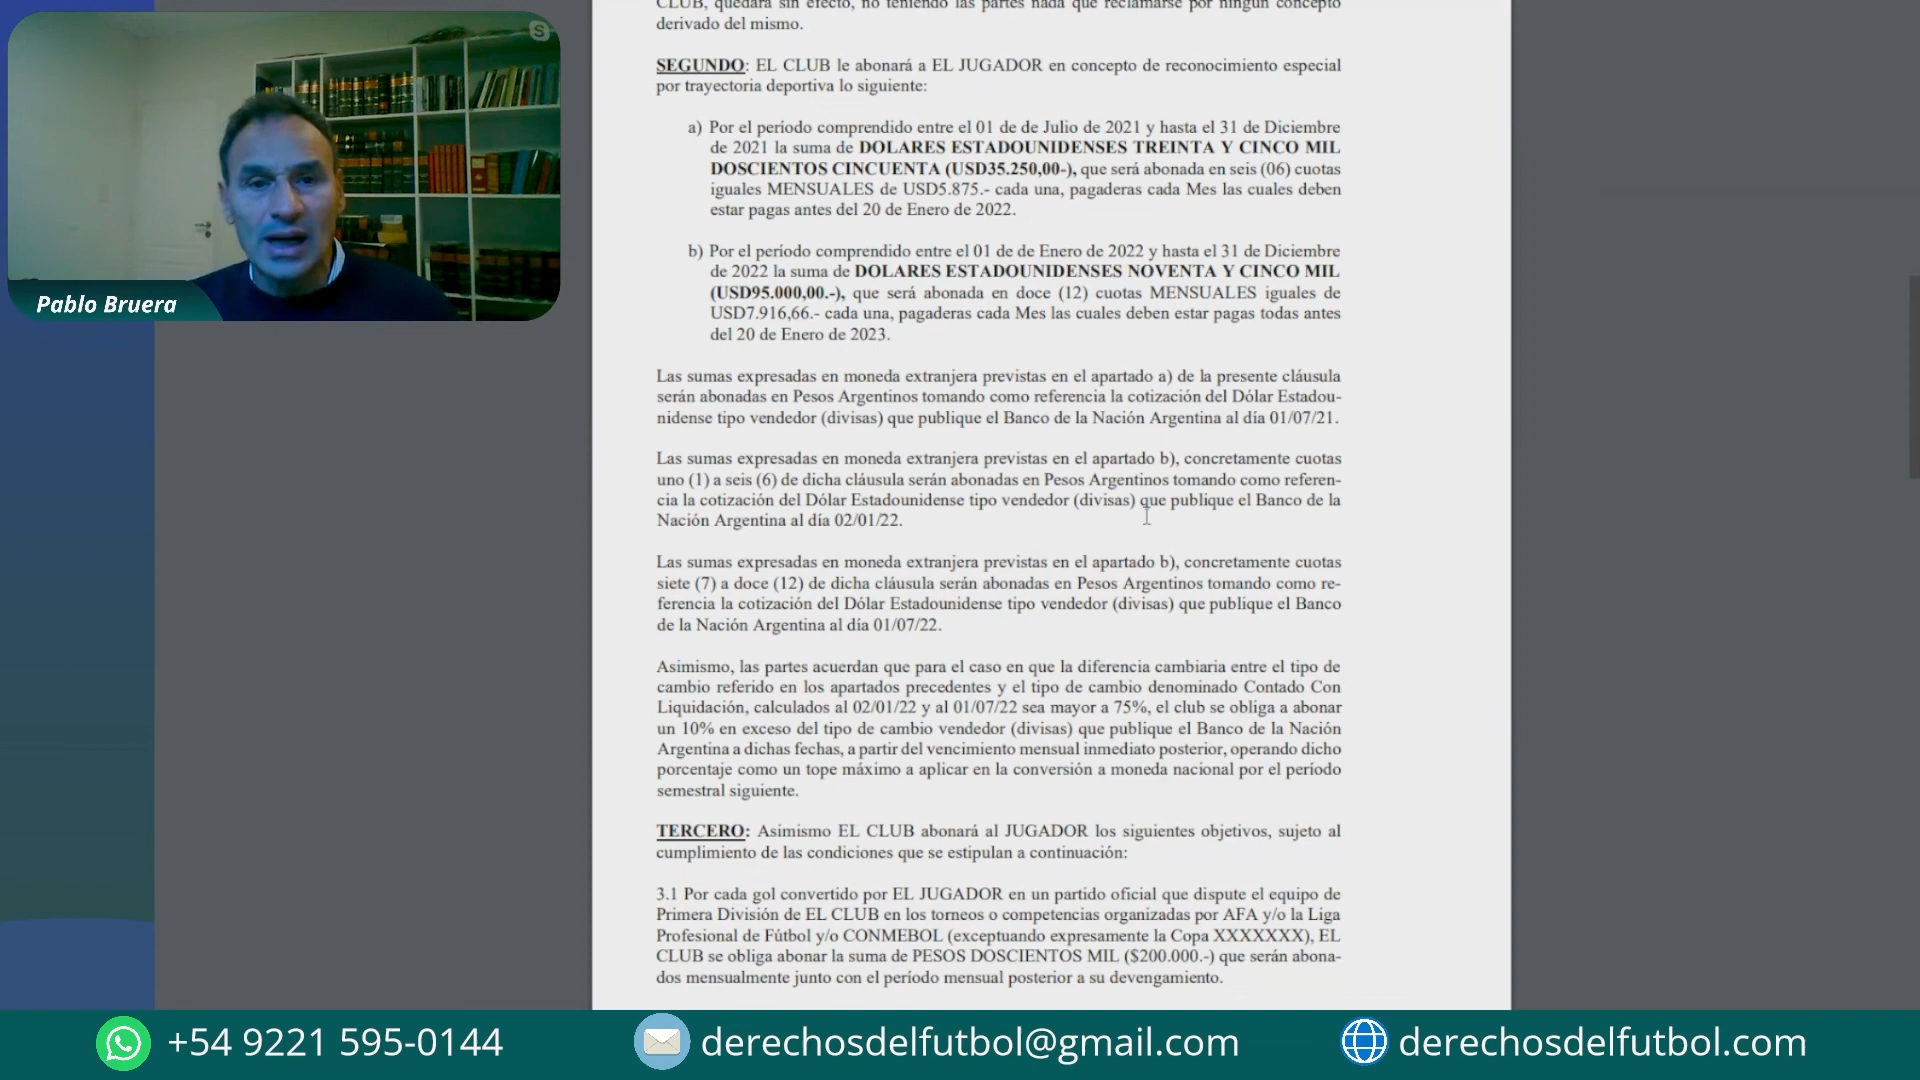 CLUB, quedará sin efecto, no teniendo las partes nada que reclamarse por ningún concepto
derivado del mismo.
SEGUNDO: EL CLUB le abonará a EL JUGADOR en concepto de reconocimiento especial
por trayectoria deportiva lo siguiente:
a) Por el período comprendido entre el 01 de de Julio de 2021 y hasta el 31 de Diciembre
de 2021 la suma de DOLARES ESTADOUNIDENSES TREINTA Y CINCO MIL
DOSCIENTOS CINCUENTA (USD35.250,00-), que será abonada en seis (06) cuotas
iguales MENSUALES de USD5.875.- cada una, pagaderas cada Mes las cuales deben
estar pagas antes del 20 de Enero de 2022.
b) Por el período comprendido entre el 01 de de Enero de 2022 y hasta el 31 de Diciembre
de 2022 la suma de DOLARES ESTADOUNIDENSES NOVENTA Y CINCO MIL
(USD95.000,00.-), que será abonada en doce (12) cuotas MENSUALES iguales de
USD7.916,66.- cada una, pagaderas cada Mes las cuales deben estar pagas todas antes
del 20 de Enero de 2023.
Las sumas expresadas en moneda extranjera previstas en el apartado a) de la presente cláusula
serán abonadas en Pesos Argentinos tomando como referencia la cotización del Dólar Estadou-
nidense tipo vendedor (divisas) que publique el Banco de la Nación Argentina al día 01/07/21.
Las sumas expresadas en moneda extranjera previstas en el apartado b), concretamente cuotas
uno (1) a seis (6) de dicha cláusula serán abonadas en Pesos Argentinos tomando como referen-
cia la cotización del Dólar Estadounidense tipo vendedor (divisas) que publique el Banco de la
Nación Argentina al día 02/01/22.
Las sumas expresadas en moneda extranjera previstas en el apartado b), concretamente cuotas
siete (7) a doce (12) de dicha cláusula serán abonadas en Pesos Argentinos tomando como re-
ferencia la cotización del Dólar Estadounidense tipo vendedor (divisas) que publique el Banco
de la Nación Argentina al día 01/07/22.
Asimismo, las partes acuerdan que para el caso en que la diferencia cambiaria entre el tipo de
cambio referido en los apartados precedentes y el tipo de cambio denominado Contado Con
Liquidación, calculados al 02/01/22 y al 01/07/22 sea mayor a 75%, el club se obliga a abonar
un 10% en exceso del tipo de cambio vendedor (divisas) que publique el Banco de la Nación
Argentina a dichas fechas, a partir del vencimiento mensual inmediato posterior, operando dicho
porcentaje como un tope máximo a aplicar en la conversión a moneda nacional por el período
semestral siguiente.
TERCERO: Asimismo EL CLUB abonará al JUGADOR los siguientes objetivos, sujeto al
cumplimiento de las condiciones que se estipulan a continuación:
3.1 Por cada gol convertido por EL JUGADOR en un partido oficial que dispute el equipo de
Primera División de EL CLUB en los torneos o competencias organizadas por AFA y/o la Liga
Profesional de Fútbol y/o CONMEBOL (exceptuando expresamente la Copa XXXXXXX), EL
CLUB se obliga abonar la suma de PESOS DOSCIENTOS MIL ($200.000.-) que serán abona-
dos mensualmente junto con el período mensual posterior a su devengamiento.
Pablo Bruera
+54 9221 595-0144
derechosdelfutbol@gmail.com
derechosdelfutbol.com